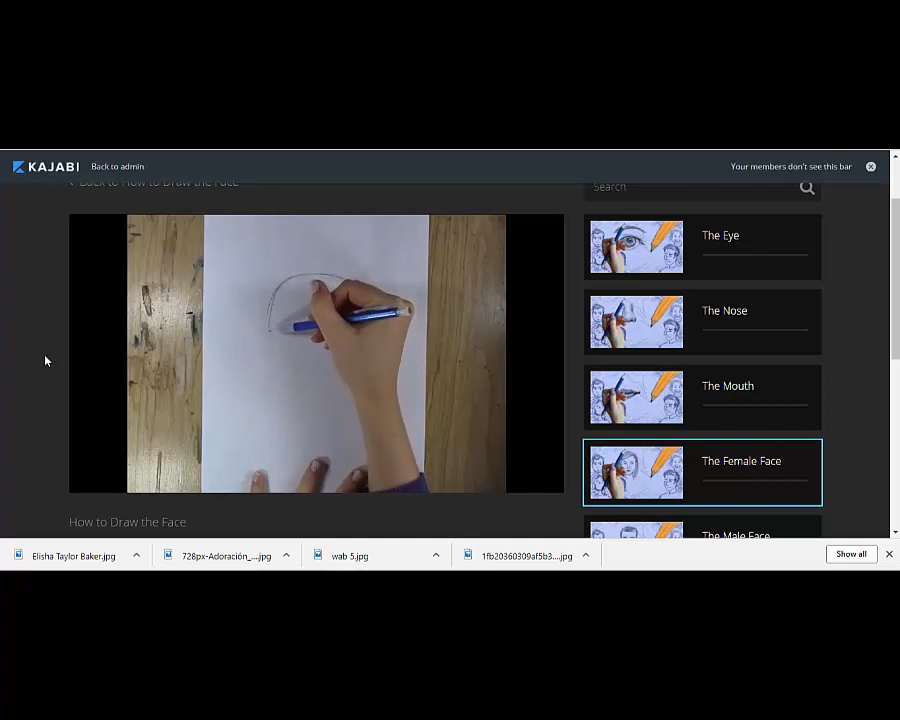 KAJABI Back to admin Your members don't see this bar
Back to How to Draw the Face
Search
The Eye
The Nose
The Mouth
The Female Face
The Male Face
How to Draw the Face
Elisha Taylor Baker.jpg 728px-Adoración_....jpg wab 5.jpg 1fb20360309af5b3....jpg Show all